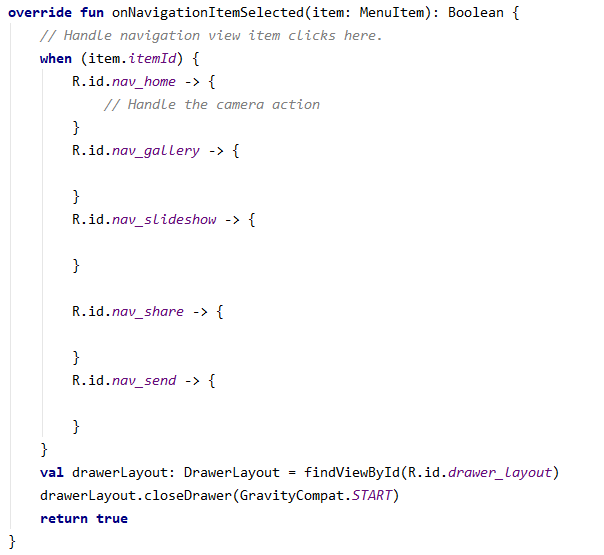 override fun onNavigationItemSelected(item: MenuItem): Boolean {
    // Handle navigation view item clicks here.
    when (item.itemId) {
        R.id.nav_home -> {
            // Handle the camera action
        }
        R.id.nav_gallery -> {

        }
        R.id.nav_slideshow -> {

        }

        R.id.nav_share -> {

        }
        R.id.nav_send -> {

        }
    }
    val drawerLayout: DrawerLayout = findViewById(R.id.drawer_layout)
    drawerLayout.closeDrawer(GravityCompat.START)
    return true
}